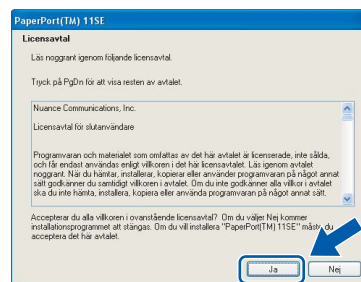 PaperPort(TM) 11SE
Licensavtal
Läs noggrant igenom följande licensavtal.
Tryck på PgDn för att visa resten av avtalet.
Nuance Communications, Inc.
Licensavtal för slutanvändare
Programvaran och materialet som omfattas av det här avtalet är licenserade, inte sålda,
och får endast användas enligt villkoren i det här licensavtalet. Läs igenom avtalet
noggrant. När du hämtar, installerar, kopierar eller använder programvaran på något annat
sätt godkänner du samtidigt villkoren i avtalet. Om du inte godkänner alla villkor i avtalet
ska du inte hämta, installera, kopiera eller använda programvaran på något annat sätt.
Accepterar du alla villkoren i ovanstående licensavtal? Om du väljer Nej kommer
installationsprogrammet att stängas. Om du vill installera "PaperPort(TM) 11SE" måste du
acceptera det här avtalet.
Ja
Nej